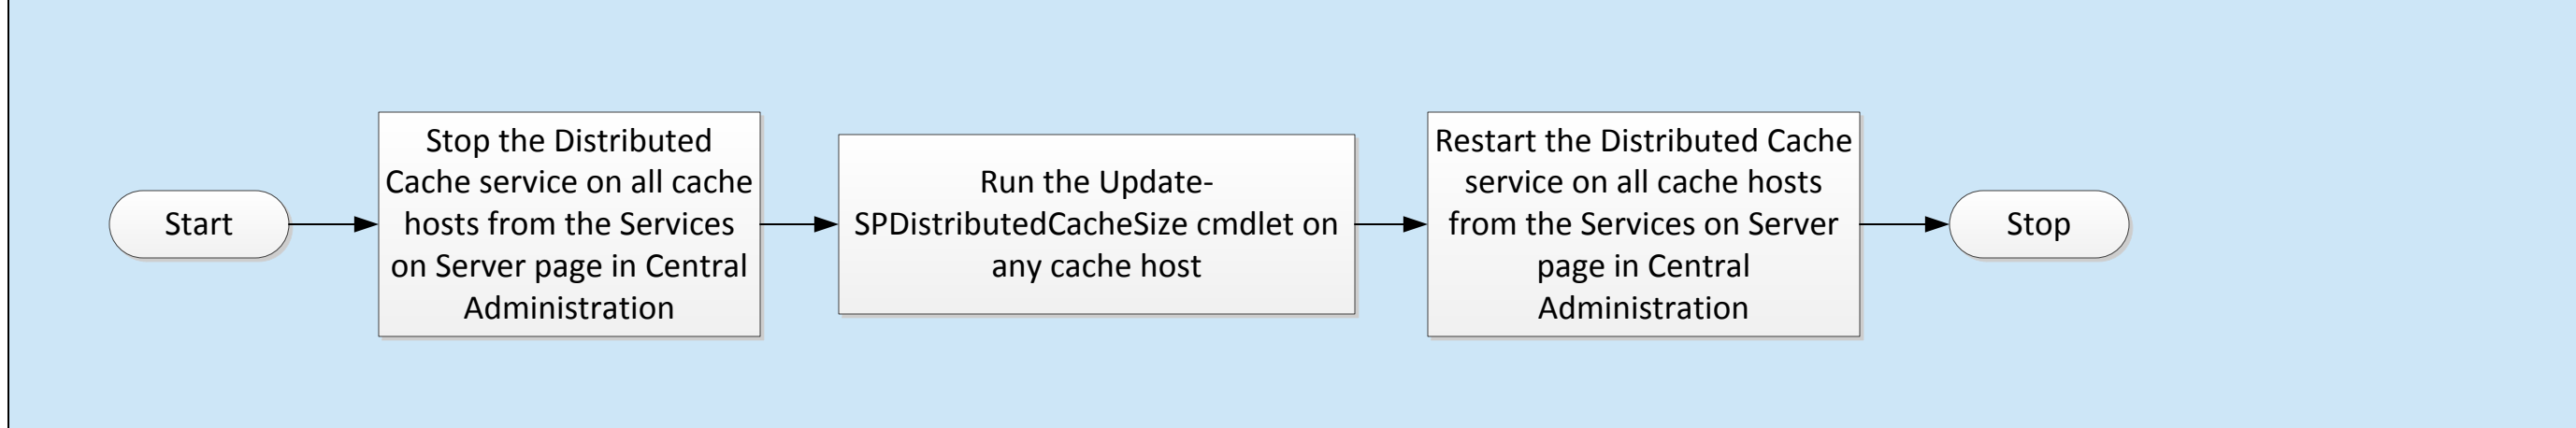 Start
Stop the Distributed
Cache service on all cache
hosts from the Services
on Server page in Central
Administration
Run the Update-
SPDistributedCacheSize cmdlet on
any cache host
Restart the Distributed Cache
service on all cache hosts
from the Services on Server
page in Central
Administration
Stop